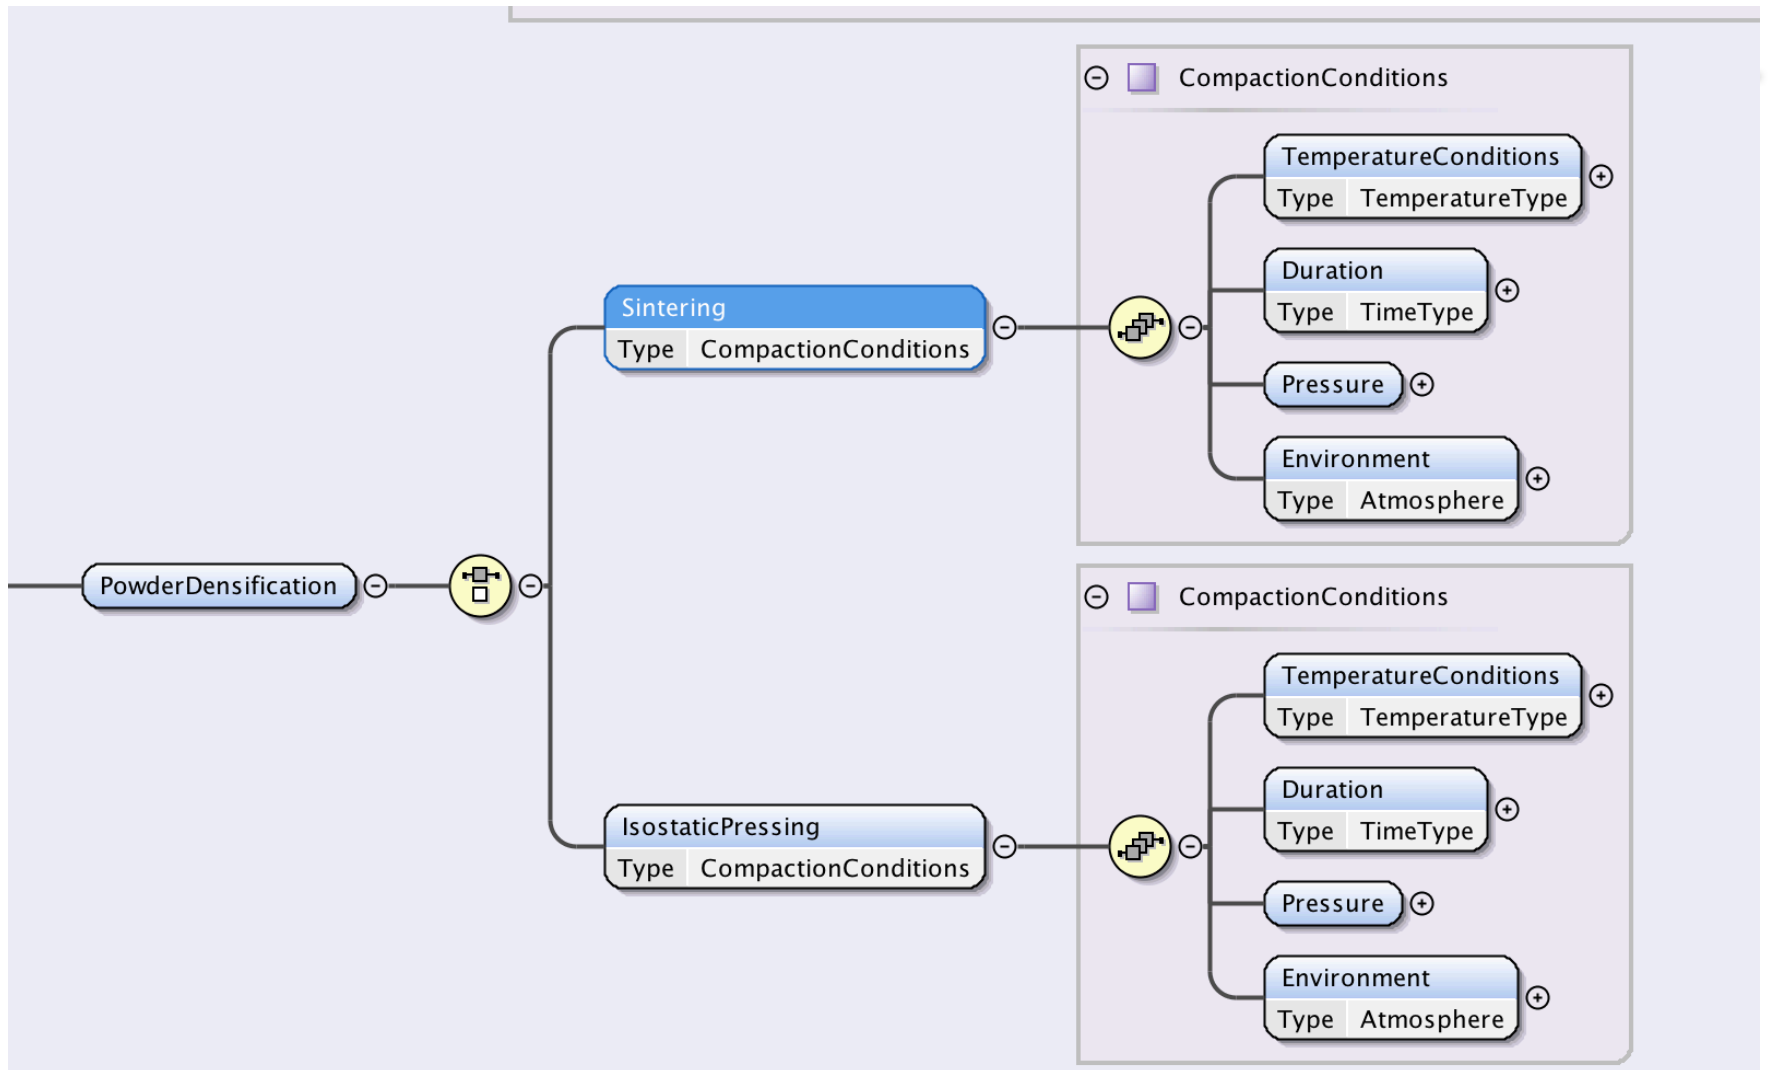 CompactionConditions
TemperatureConditions
Type TemperatureType
Duration
Type TimeType
Sintering
Type CompactionConditions
Pressure
Environment
Type Atmosphere
PowderDensification
CompactionConditions
TemperatureConditions
Type TemperatureType
Duration
Type TimeType
IsostaticPressing
Type CompactionConditions
Pressure
Environment
Type Atmosphere